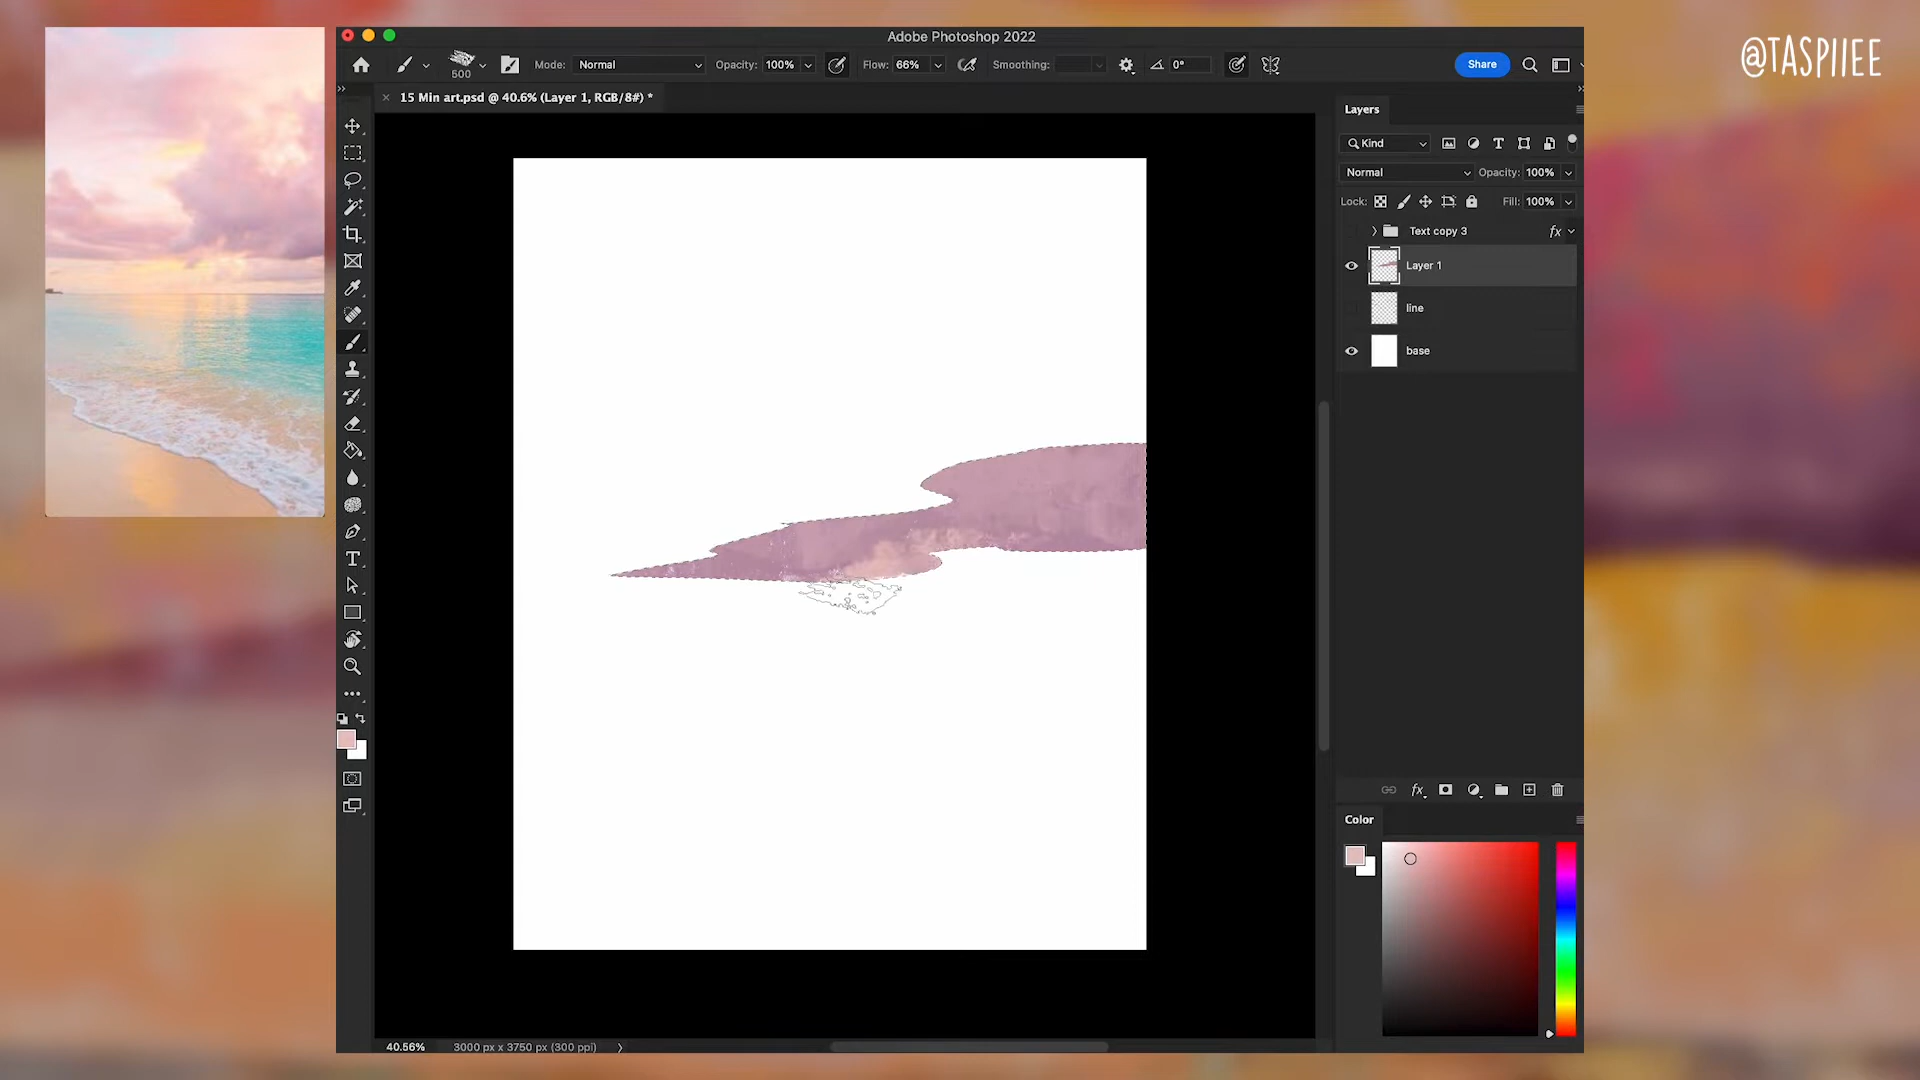 @TASPIIEE
Adobe Photoshop 2022
500
Mode: Normal
Opacity: 100%
Flow: 66%
Smoothing:
0°
Share
× 15 Min art.psd @ 40.6% (Layer 1, RGB/8#) *
Layers
Kind
Normal
Opacity: 100%
Lock:
Fill: 100%
Text copy 3
fx
Layer 1
line
base
fx
Color
40.56%
3000 px x 3750 px (300 ppi)